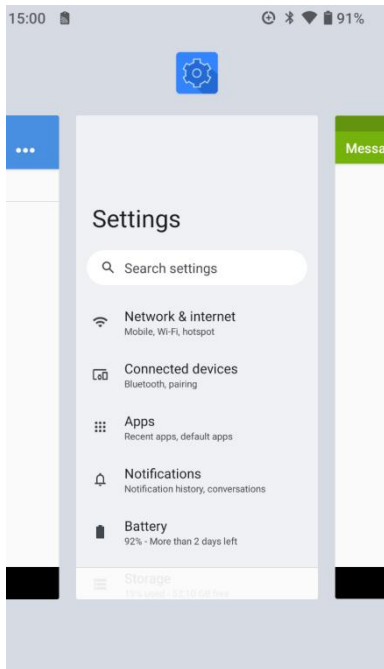 15:00
91%
•••
Messa
Settings
Search settings
Network & internet
Mobile, Wi-Fi, hotspot
Connected devices
Bluetooth, pairing
Apps
Recent apps, default apps
Notifications
Notification history, conversations
Battery
92% - More than 2 days left
Storage